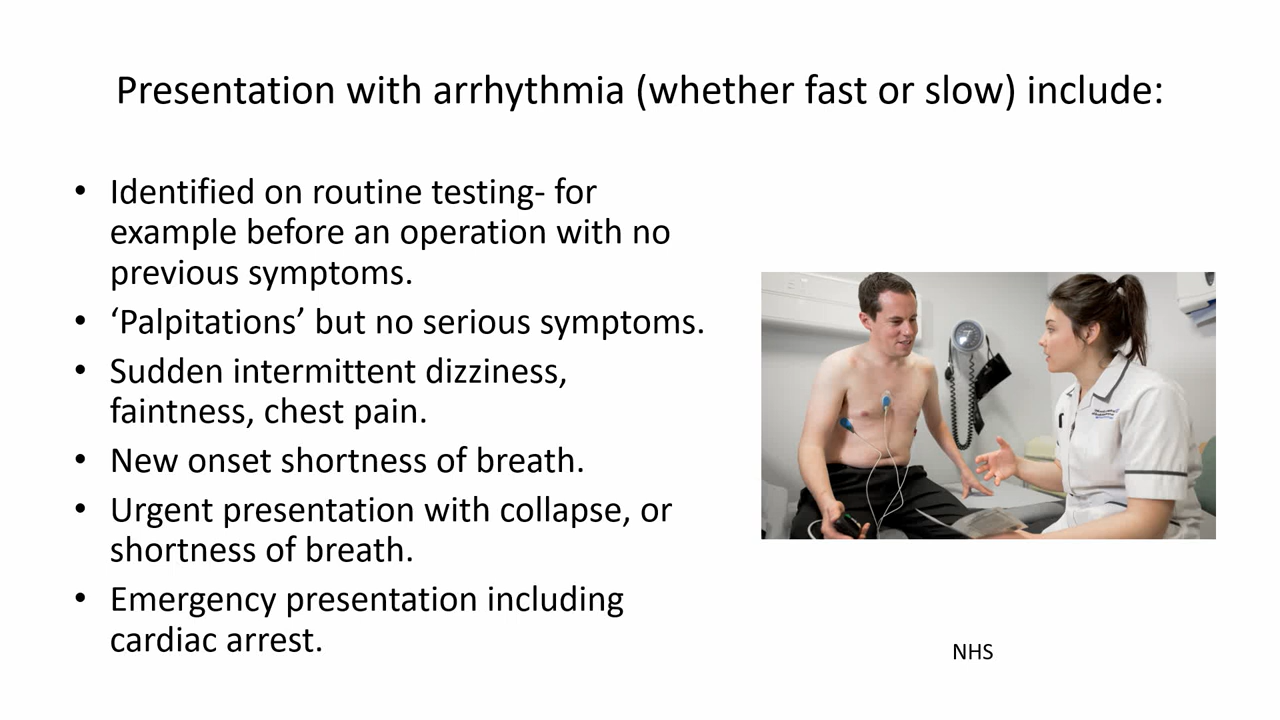 Presentation with arrhythmia (whether fast or slow) include:
• Identified on routine testing- for
example before an operation with no
previous symptoms.
• ‘Palpitations’ but no serious symptoms.
• Sudden intermittent dizziness,
faintness, chest pain.
• New onset shortness of breath.
• Urgent presentation with collapse, or
shortness of breath.
• Emergency presentation including
cardiac arrest.
NHS